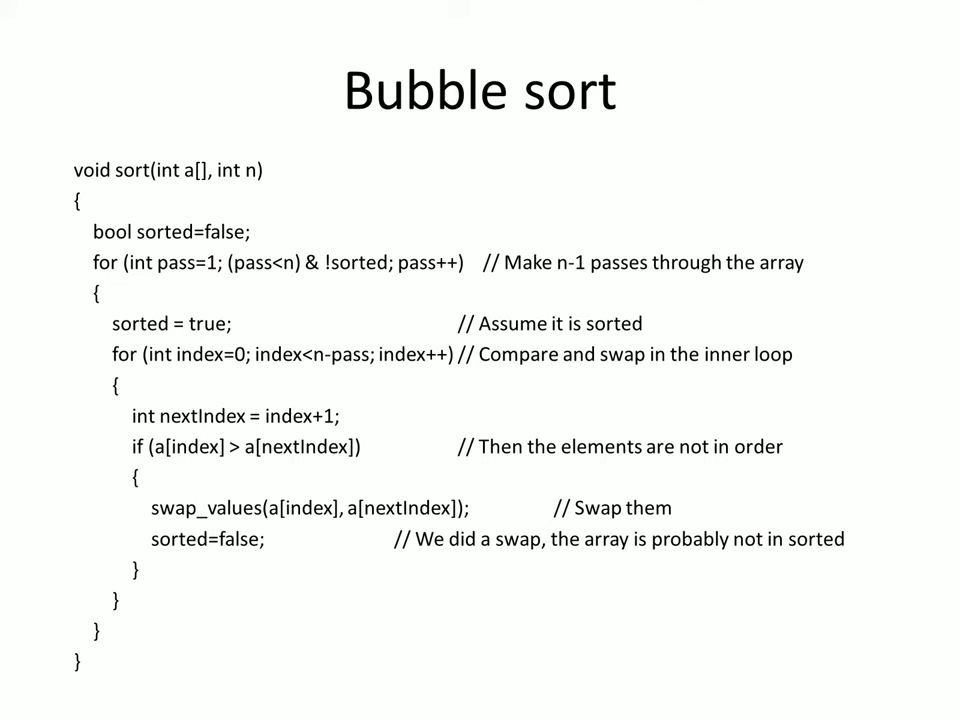 Bubble sort
void sort(int a[], int n)
{
bool sorted=false;
for (int pass=1; (pass<n) & !sorted; pass++) // Make n-1 passes through the array
{
sorted = true; // Assume it is sorted
for (int index=0; index<n-pass; index++) // Compare and swap in the inner loop
{
int nextIndex = index+1;
if (a[index] > a[nextIndex]) // Then the elements are not in order
{
swap_values(a[index], a[nextIndex]); // Swap them
sorted=false; // We did a swap, the array is probably not in sorted
}
}
}
}